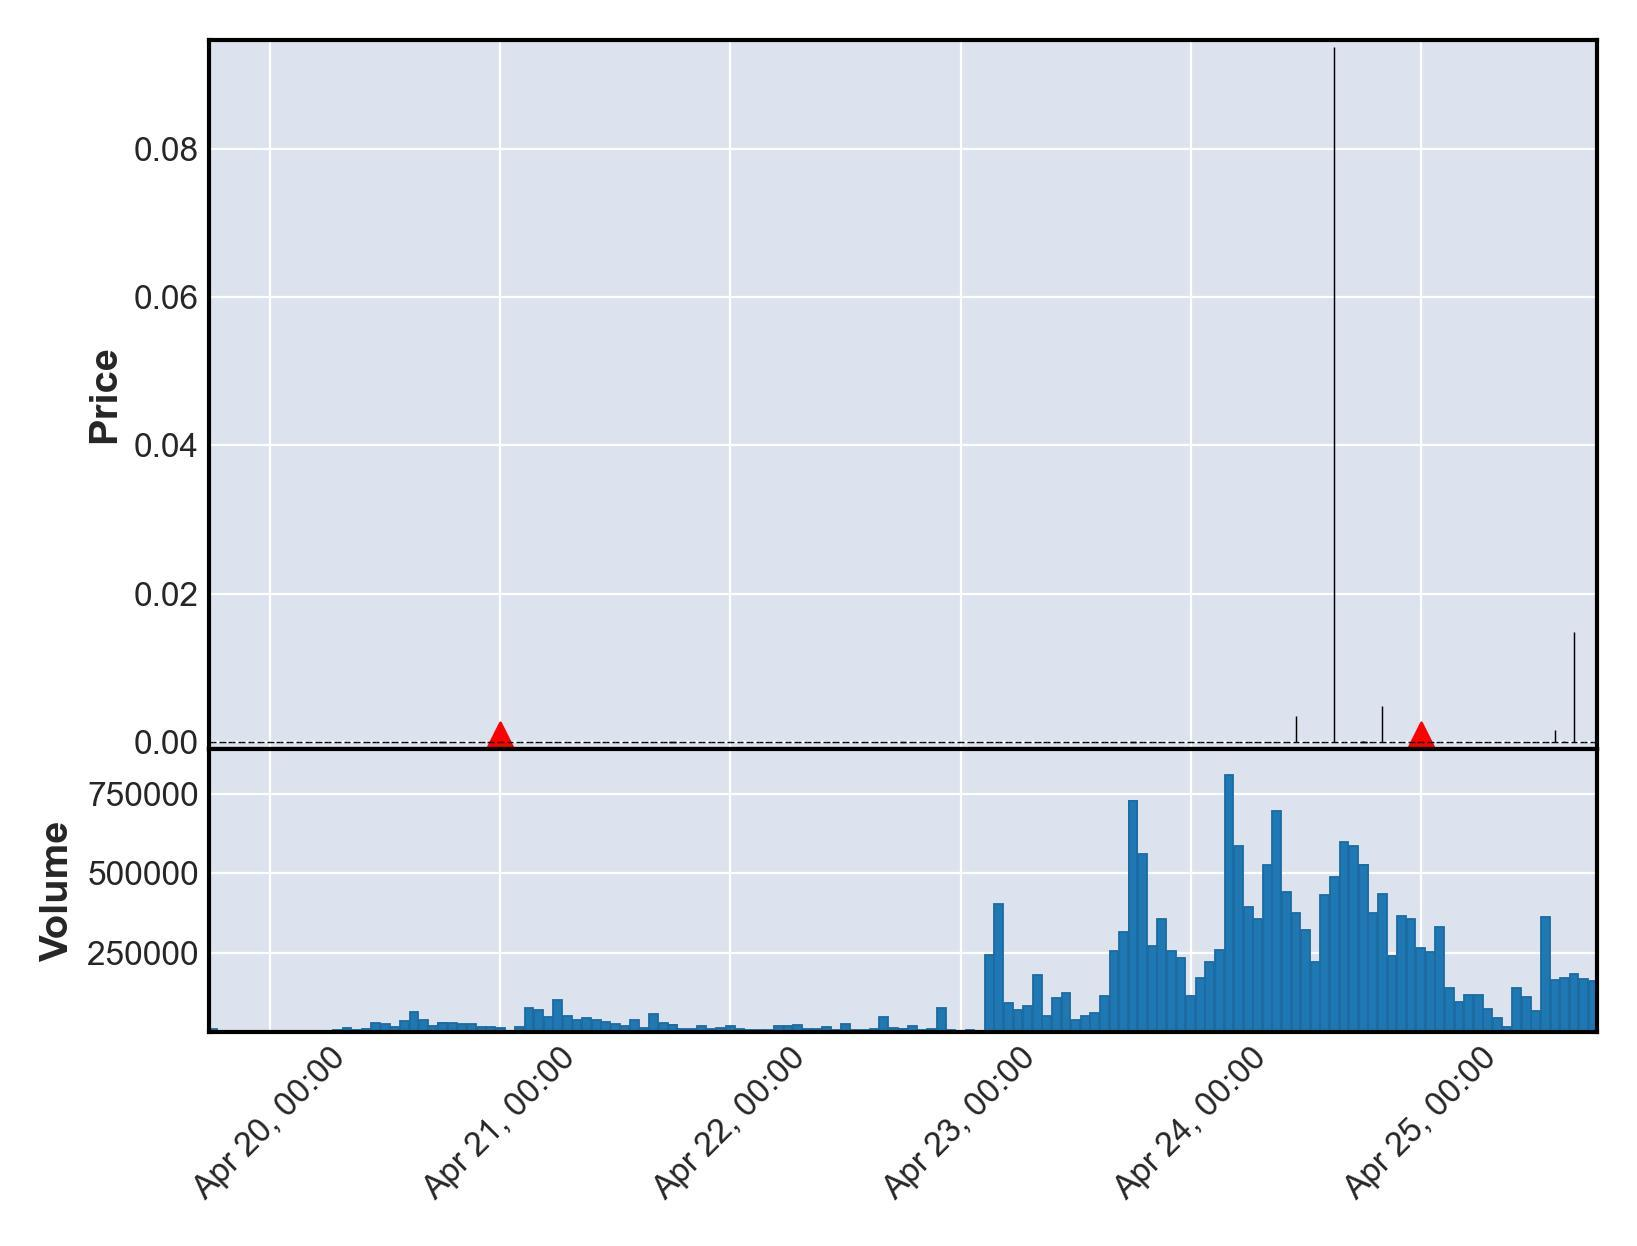 Price
0.08
0.06
0.04
0.02
0.00
Volume
750000
500000
250000
Apr 20, 00:00
Apr 21, 00:00
Apr 22, 00:00
Apr 23, 00:00
Apr 24, 00:00
Apr 25, 00:00